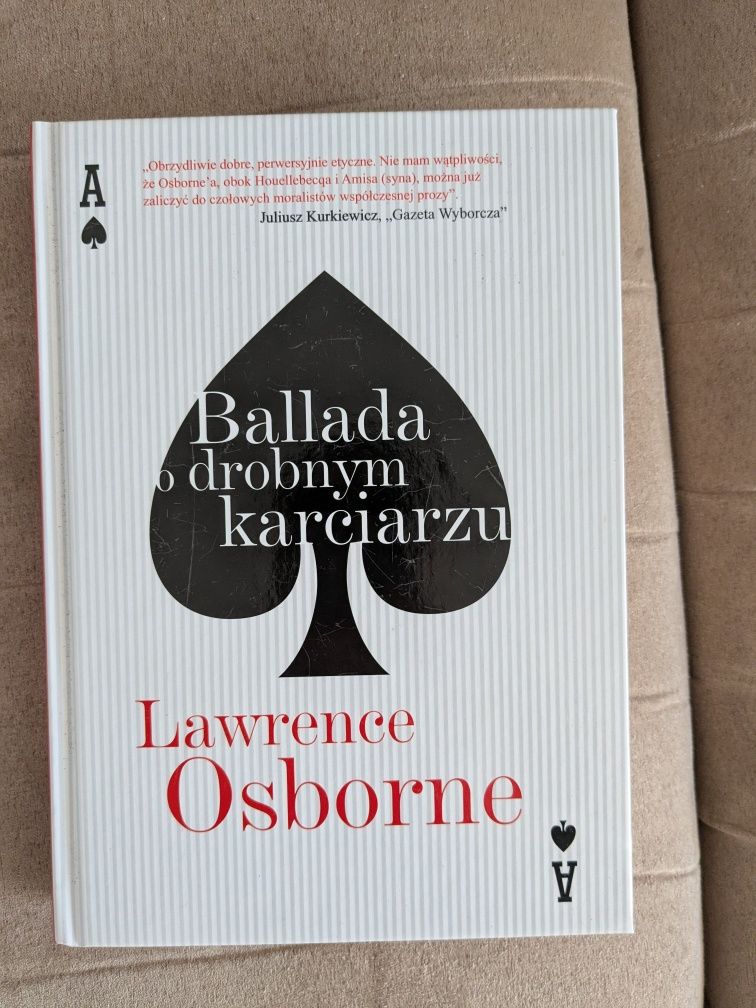 A
„Obrzydliwie dobre, perwersyjnie etyczne. Nie mam wątpliwości,
że Osborne'a, obok Houellebecqa i Amisa (syna), można już
zaliczyć do czołowych moralistów współczesnej prozy”.
Juliusz Kurkiewicz, „Gazeta Wyborcza”
Ballada
o drobnym
karciarzu
Lawrence
Osborne
A